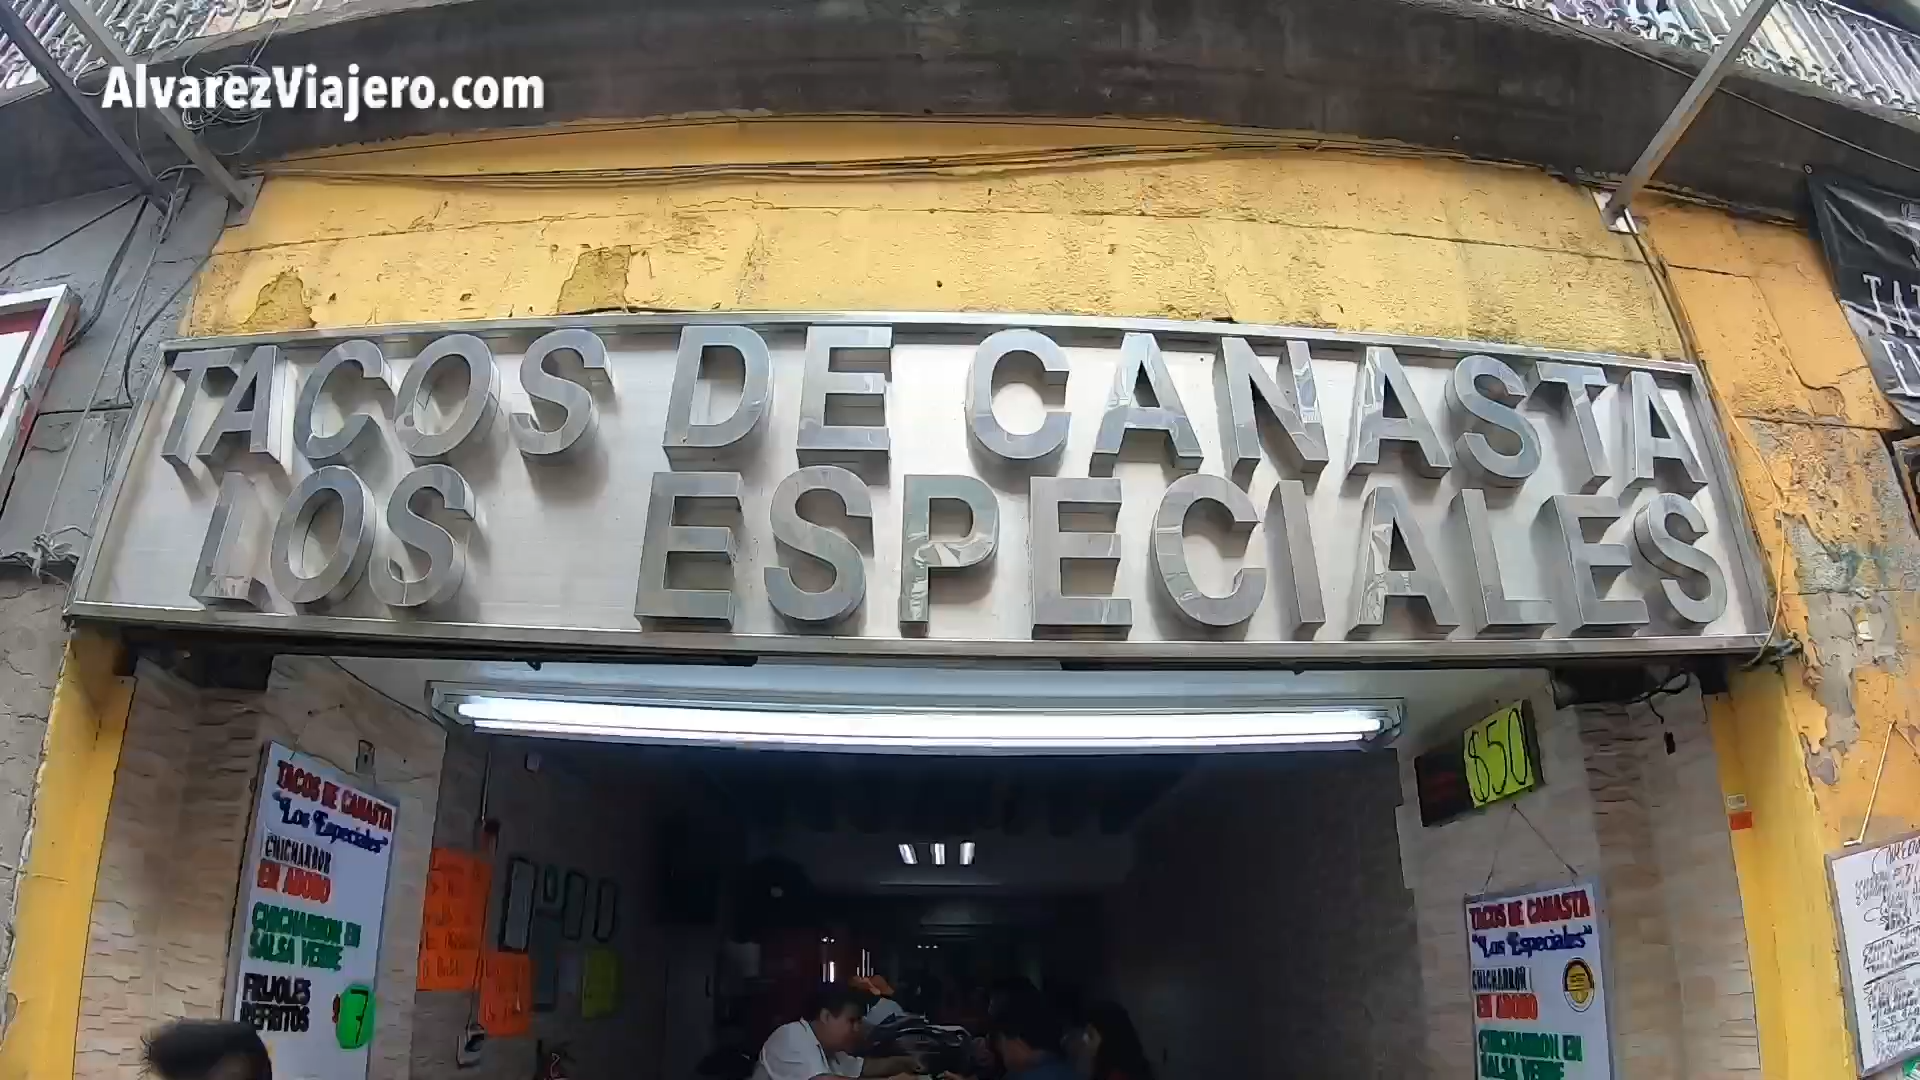 AlvarezViajero.com
TACOS DE CANASTA
LOS ESPECIALES
$50
TACOS DE CANASTA
"Los Especiales"
CHICHARRON
EN ADOBO
CHICHARRON EN
SALSA VERDE
FRIJOLES
REFRITOS
$7
TACOS DE CANASTA
"Los Especiales"
CHICHARRON
EN ADOBO
CHICHARRON EN
SALSA VERDE